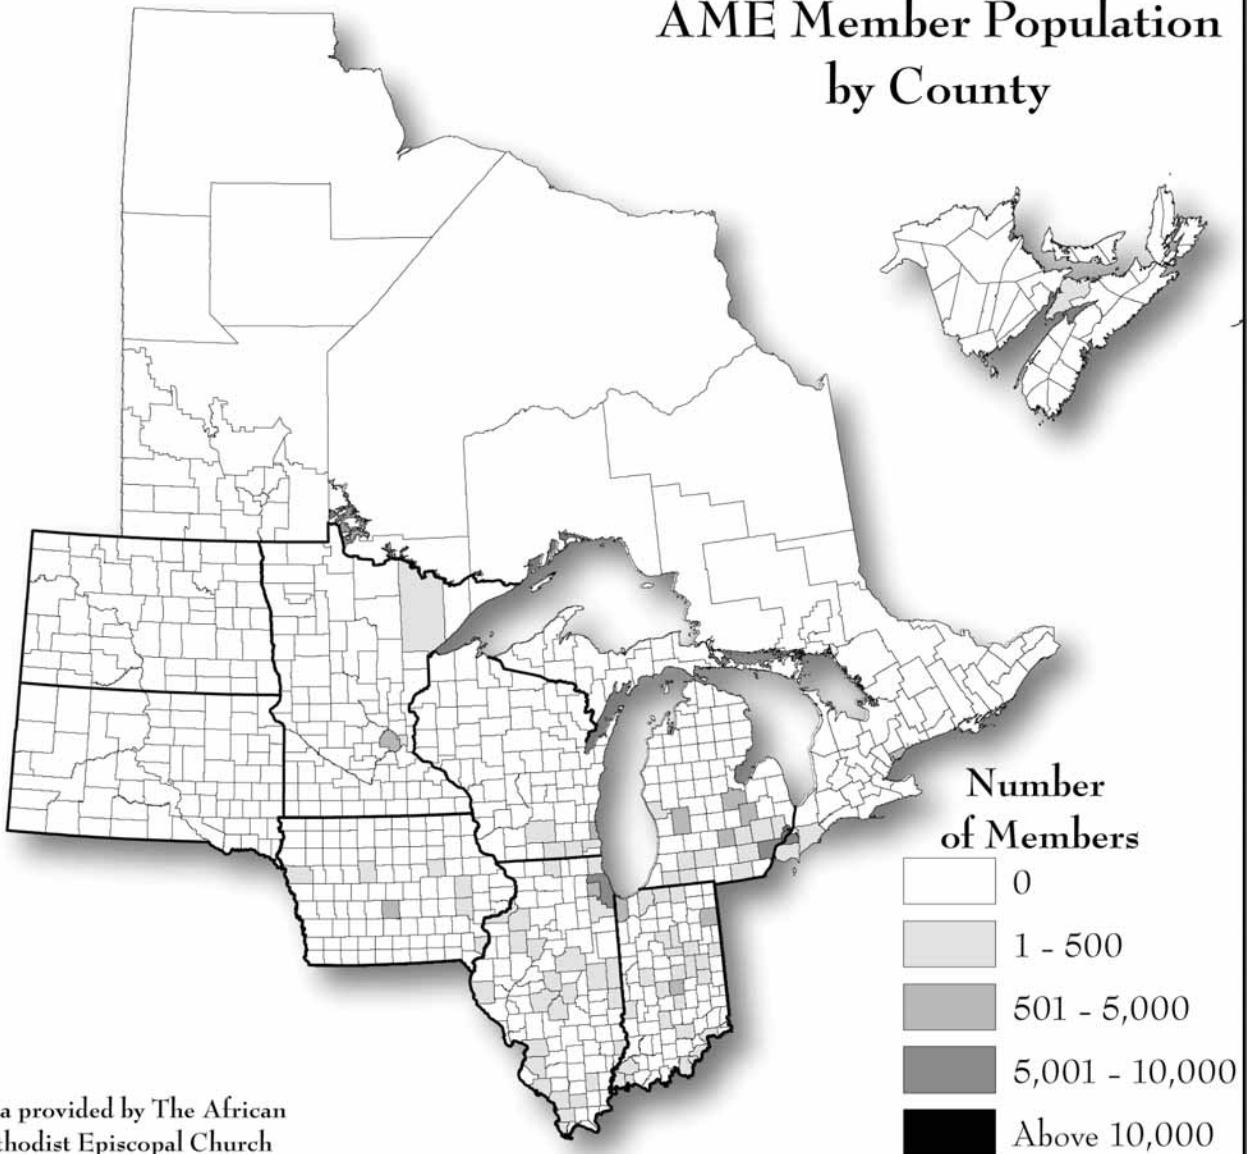 AME Member Population
by County
Number
of Members
0
1 - 500
501 - 5,000
5,001 - 10,000
Above 10,000
a provided by The African
thodist Episcopal Church